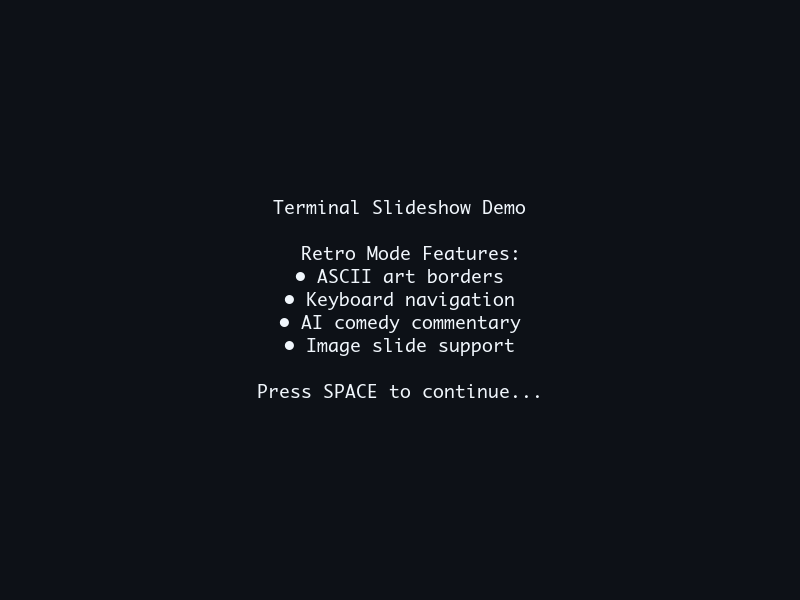 Terminal Slideshow Demo
Retro Mode Features:
• ASCII art borders
• Keyboard navigation
• AI comedy commentary
• Image slide support
Press SPACE to continue...